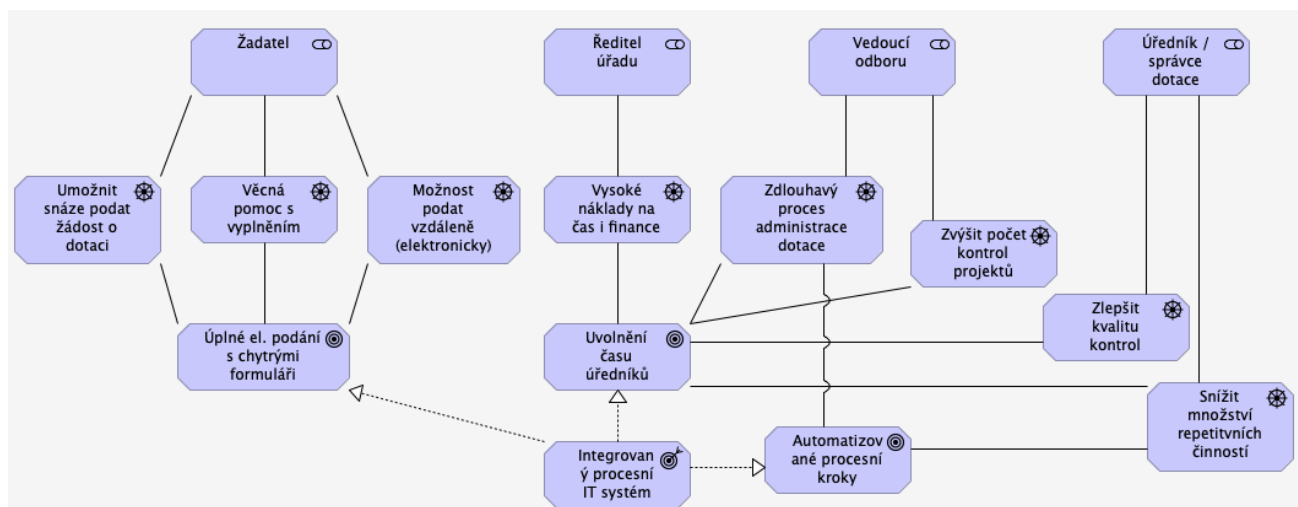 Žadatel
Ředitel
úřadu
Vedoucí
odboru
Úředník /
správce
dotace
Umožnit
snáze podat
žádost o
dotaci
Věcná
pomoc s
vyplněním
Možnost
podat
vzdáleně
(elektronicky)
Vysoké
náklady na
čas i finance
Zdlouhavý
proces
administrace
dotace
Zvýšit počet
kontrol
projektů
Zlepšit
kvalitu
kontrol
Úplné el. podání
s chytrými
formuláři
Uvolnění
času
úředníků
Snížit
množství
repetitvních
činností
Integrovan
ý procesní
IT systém
Automatizov
ané procesní
kroky